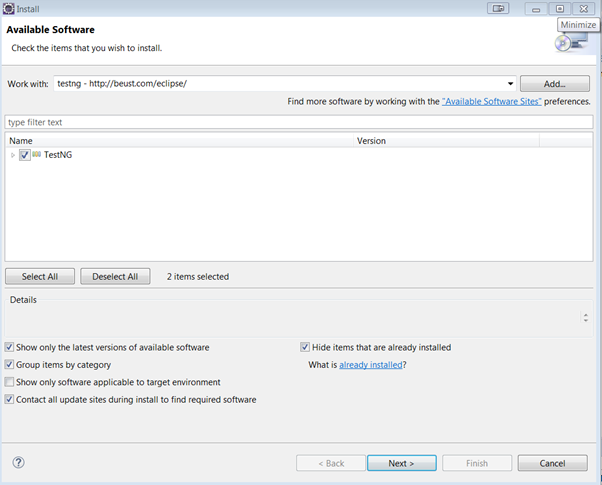 Install
Minimize
Available Software
Check the items that you wish to install.
Work with: testng - http://beust.com/eclipse/ Add...
Find more software by working with the "Available Software Sites" preferences.
type filter text
Name Version
TestNG
Select All Deselect All 2 items selected
Details
Show only the latest versions of available software Hide items that are already installed
Group items by category What is already installed?
Show only software applicable to target environment
Contact all update sites during install to find required software
? < Back Next > Finish Cancel